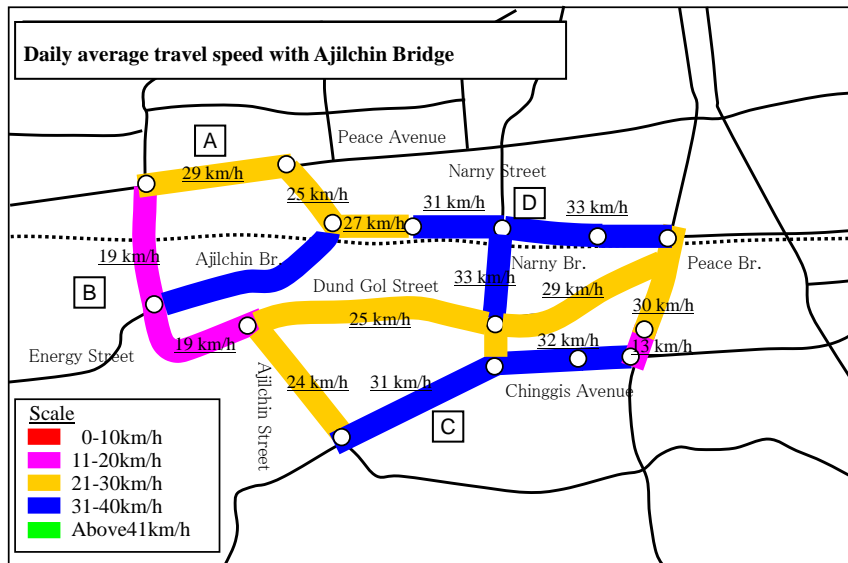 Daily average travel speed with Ajilchin Bridge
A
Peace Avenue
29 km/h
Narny Street
25 km/h
31 km/h
D
33 km/h
27 km/h
19 km/h
Ajilchin Br.
Narny Br.
Peace Br.
33 km/h
Dund Gol Street
29 km/h
B
25 km/h
30 km/h
Energy Street
19 km/h
32 km/h
13 km/h
24 km/h
31 km/h
Chinggis Avenue
Ajilchin Street
C
Scale
0-10km/h
11-20km/h
21-30km/h
31-40km/h
Above41km/h